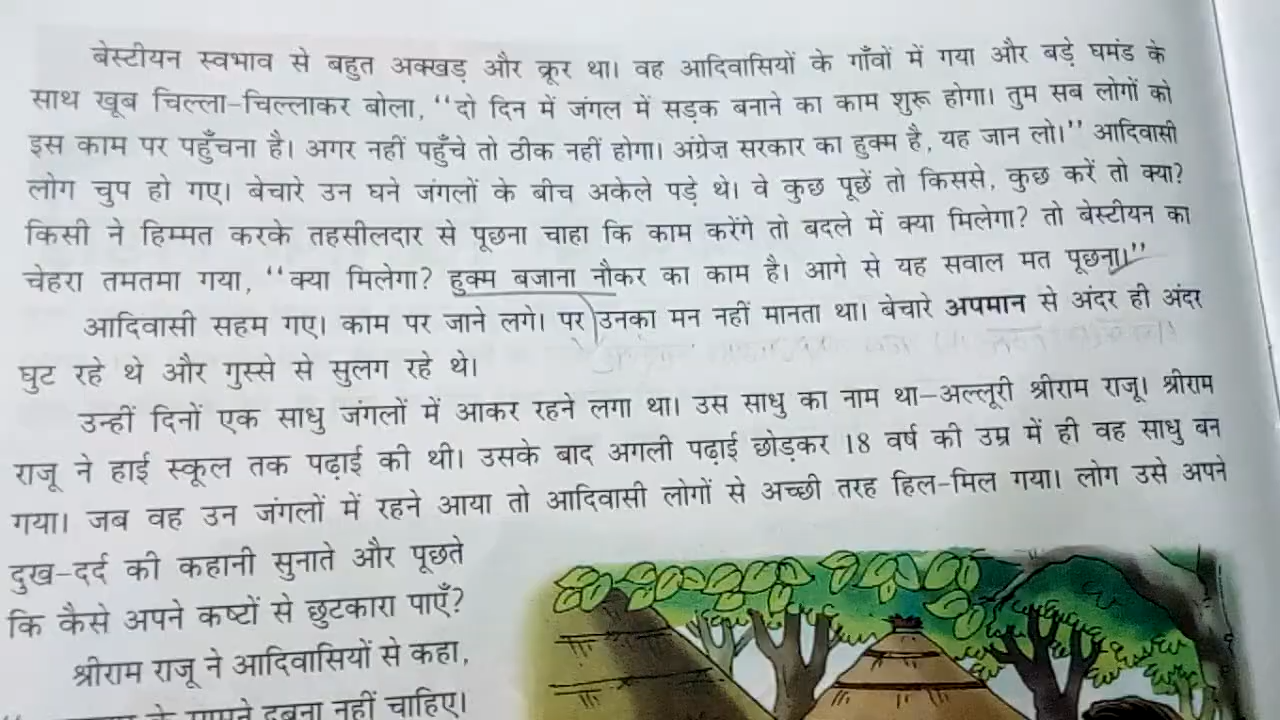 बेस्टीयन स्वभाव से बहुत अक्खड़ और क्रूर था। वह आदिवासियों के गाँवों में गया और बड़े घमंड के
साथ खूब चिल्ला-चिल्लाकर बोला, “दो दिन में जंगल में सड़क बनाने का काम शुरू होगा। तुम सब लोगों को
इस काम पर पहुँचना है। अगर नहीं पहुँचे तो ठीक नहीं होगा। अंग्रेज सरकार का हुक्म है, यह जान लो।” आदिवासी
लोग चुप हो गए। बेचारे उन घने जंगलों के बीच अकेले पड़े थे। वे कुछ पूछें तो किससे, कुछ करें तो क्या?
किसी ने हिम्मत करके तहसीलदार से पूछना चाहा कि काम करेंगे तो बदले में क्या मिलेगा? तो बेस्टीयन का
चेहरा तमतमा गया, “क्या मिलेगा? हुक्म बजाना नौकर का काम है। आगे से यह सवाल मत पूछना।”
आदिवासी सहम गए। काम पर जाने लगे। पर उनका मन नहीं मानता था। बेचारे अपमान से अंदर ही अंदर
घुट रहे थे और गुस्से से सुलग रहे थे।
उन्हीं दिनों एक साधु जंगलों में आकर रहने लगा था। उस साधु का नाम था-अल्लूरी श्रीराम राजू। श्रीराम
राजू ने हाई स्कूल तक पढ़ाई की थी। उसके बाद अगली पढ़ाई छोड़कर 18 वर्ष की उम्र में ही वह साधु बन
गया। जब वह उन जंगलों में रहने आया तो आदिवासी लोगों से अच्छी तरह हिल-मिल गया। लोग उसे अपने
दुख-दर्द की कहानी सुनाते और पूछते
कि कैसे अपने कष्टों से छुटकारा पाएँ?
श्रीराम राजू ने आदिवासियों से कहा,
के सामने दबना नहीं चाहिए।